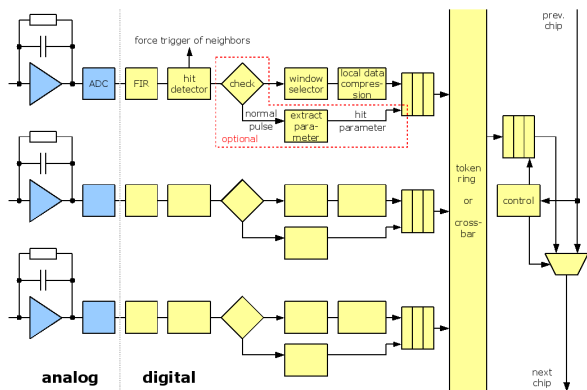 force trigger of neighbors
prev.
chip
ADC
FIR
hit
detector
check
window
selector
local data
compres-
sion
normal
pulse
extract
para-
meter
hit
parameter
optional
token
ring
or
cross-
bar
control
next
chip
analog
digital